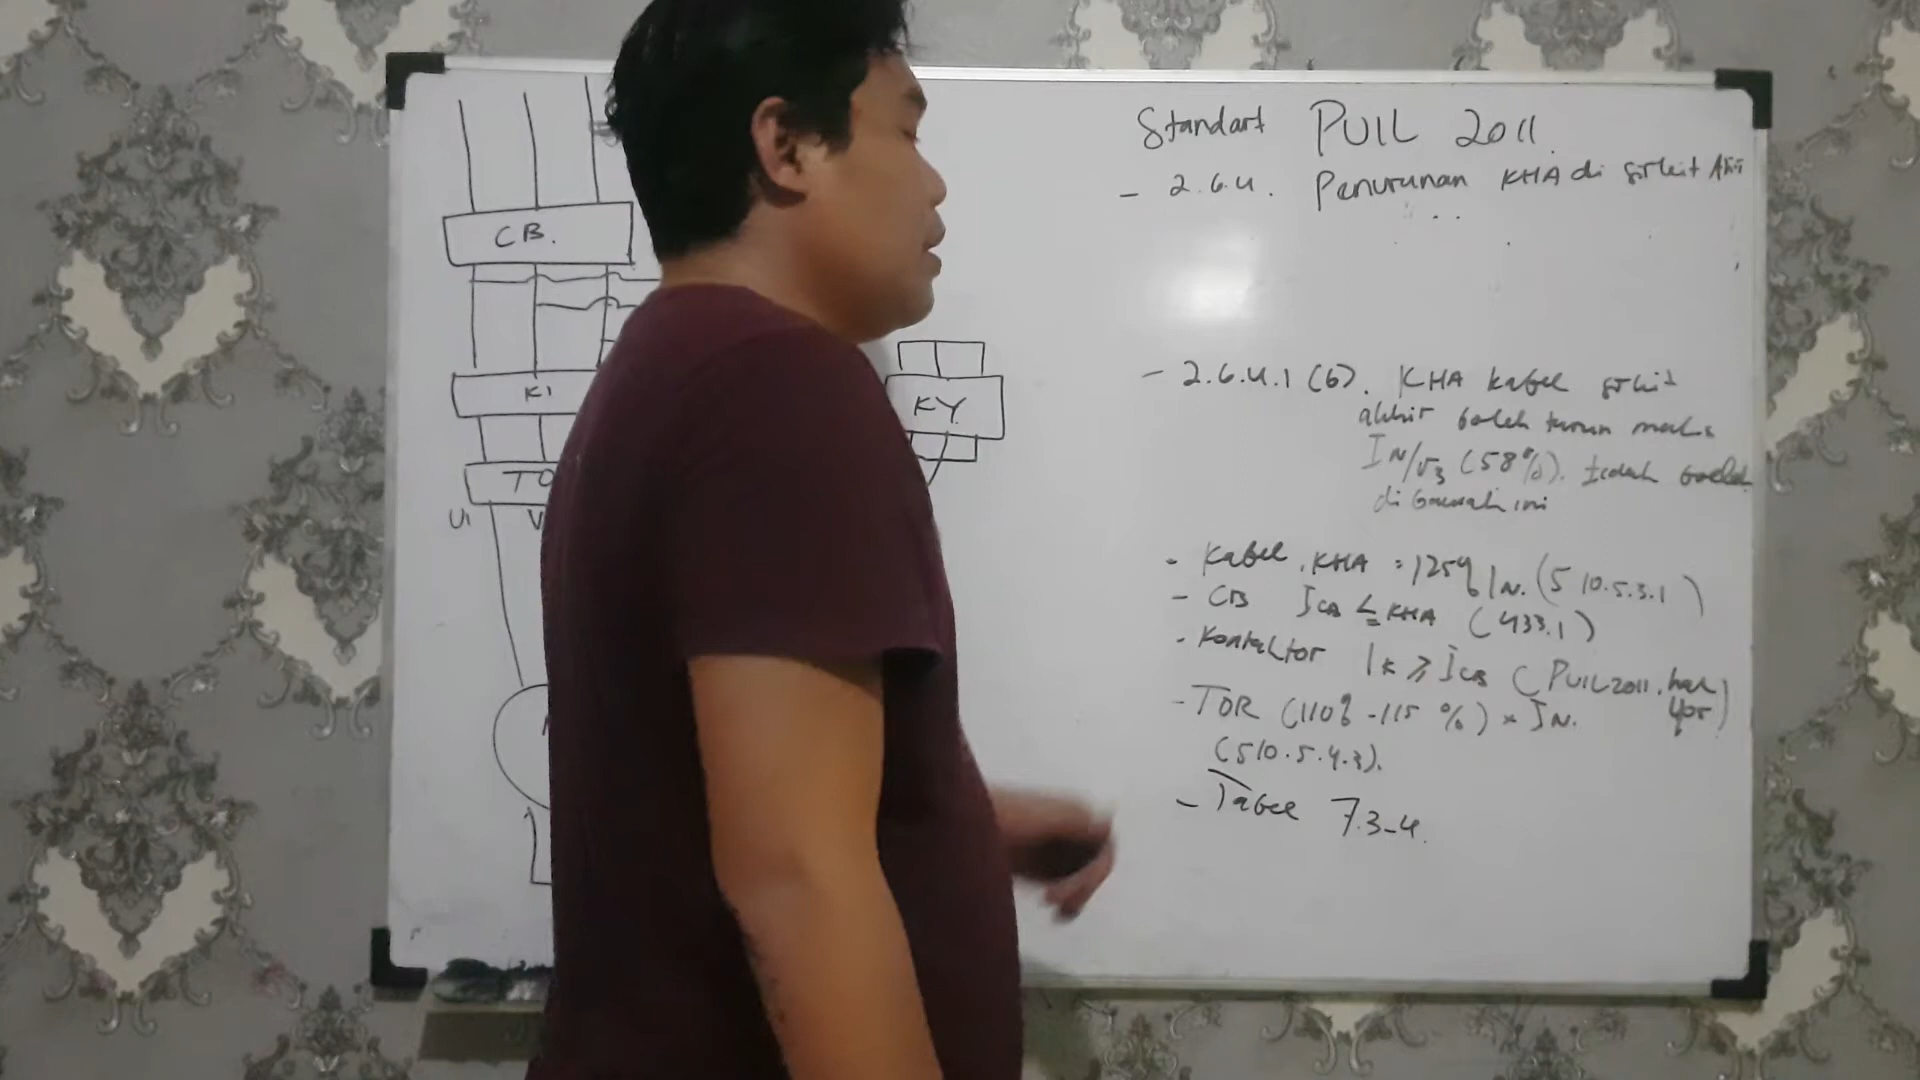 CB.
K1
TO
U1 V
KY
Standart PUIL 2011.
- 2.6.4. Penurunan KHA di sirkit Akhir
- 2.6.4.1 (6). KHA kabel sirkit
akhir boleh turun maks
IN/√3 (58%). tidak boleh
di bawah ini
- Kabel . KHA = 125% IN. (510.5.3.1)
- CB ICB ≤ KHA (433.1)
- Kontaktor IK ≥ ICB (PUIL 2011. hal 405)
- TOR (110% - 115 %) × IN.
(510.5.4.3).
- Tabel 7.3-4.